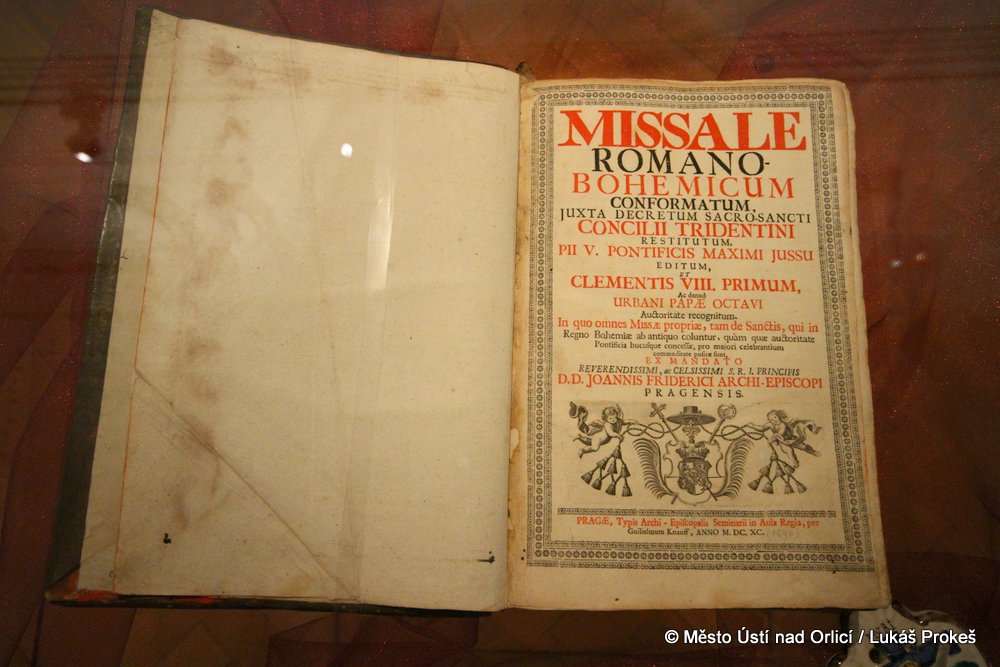 MISSALE
ROMANO-
BOHEMICUM
CONFORMATUM,
JUXTA DECRETUM SACRO-SANCTI
CONCILII TRIDENTINI
RESTITUTUM,
PII V. PONTIFICIS MAXIMI JUSSU
EDITUM,
ET
CLEMENTIS VIII. PRIMUM,
Ac denuò
URBANI PAPÆ OCTAVI
Auctoritate recognitum.
In quo omnes Missæ propriæ, tam de Sanctis, qui in
Regno Bohemiæ ab antiquo coluntur, quàm quæ auctoritate
Pontificia hucusque concessæ, pro majori celebrantium
commoditate positæ sunt,
EX MANDATO
REVERENDISSIMI, ac CELSISSIMI S. R. I. PRINCIPIS
D.D. JOANNIS FRIDERICI ARCHI-EPISCOPI
PRAGENSIS.
PRAGÆ, Typis Archi-Episcopalis Seminarii in Aula Regia, per
Guilielmum Knauff, ANNO M. DC. XC.
© Město Ústí nad Orlicí / Lukáš Prokeš